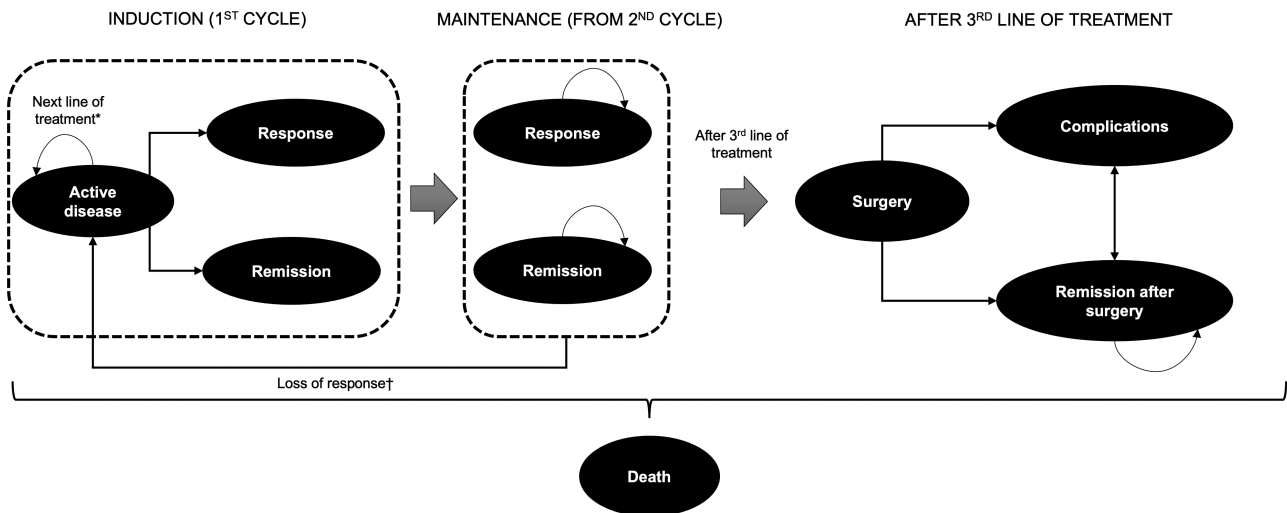 INDUCTION (1ST CYCLE)
MAINTENANCE (FROM 2ND CYCLE)
AFTER 3RD LINE OF TREATMENT
Next line of
treatment*
Active
disease
Response
Remission
Response
Remission
Loss of response†
After 3rd line of
treatment
Surgery
Complications
Remission after
surgery
Death